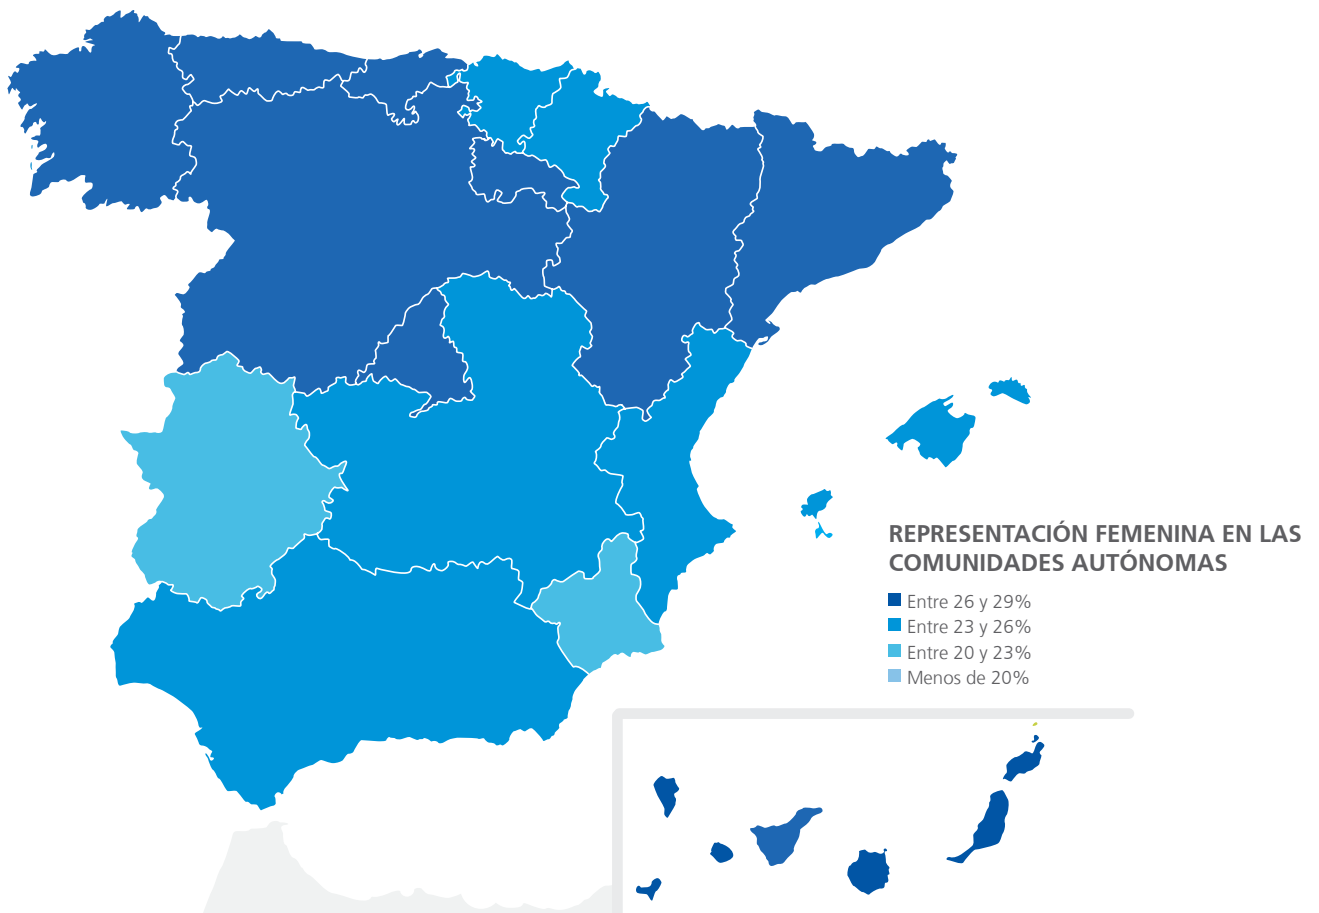 REPRESENTACIÓN FEMENINA EN LAS
COMUNIDADES AUTÓNOMAS
Entre 26 y 29%
Entre 23 y 26%
Entre 20 y 23%
Menos de 20%